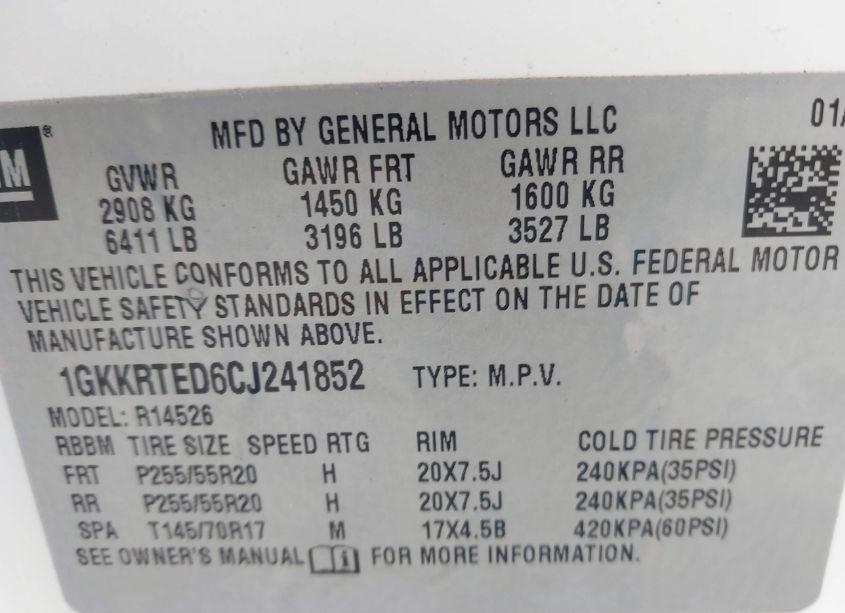 MFD BY GENERAL MOTORS LLC 01/
GM®
GVWR GAWR FRT GAWR RR
2908 KG 1450 KG 1600 KG
6411 LB 3196 LB 3527 LB
THIS VEHICLE CONFORMS TO ALL APPLICABLE U.S. FEDERAL MOTOR
VEHICLE SAFETY STANDARDS IN EFFECT ON THE DATE OF
MANUFACTURE SHOWN ABOVE.
1GKKRTED6CJ241852 TYPE: M.P.V.
MODEL: R14526
RBBM TIRE SIZE SPEED RTG RIM COLD TIRE PRESSURE
FRT P255/55R20 H 20X7.5J 240KPA(35PSI)
RR P255/55R20 H 20X7.5J 240KPA(35PSI)
SPA T145/70R17 M 17X4.5B 420KPA(60PSI)
SEE OWNER'S MANUAL i FOR MORE INFORMATION.